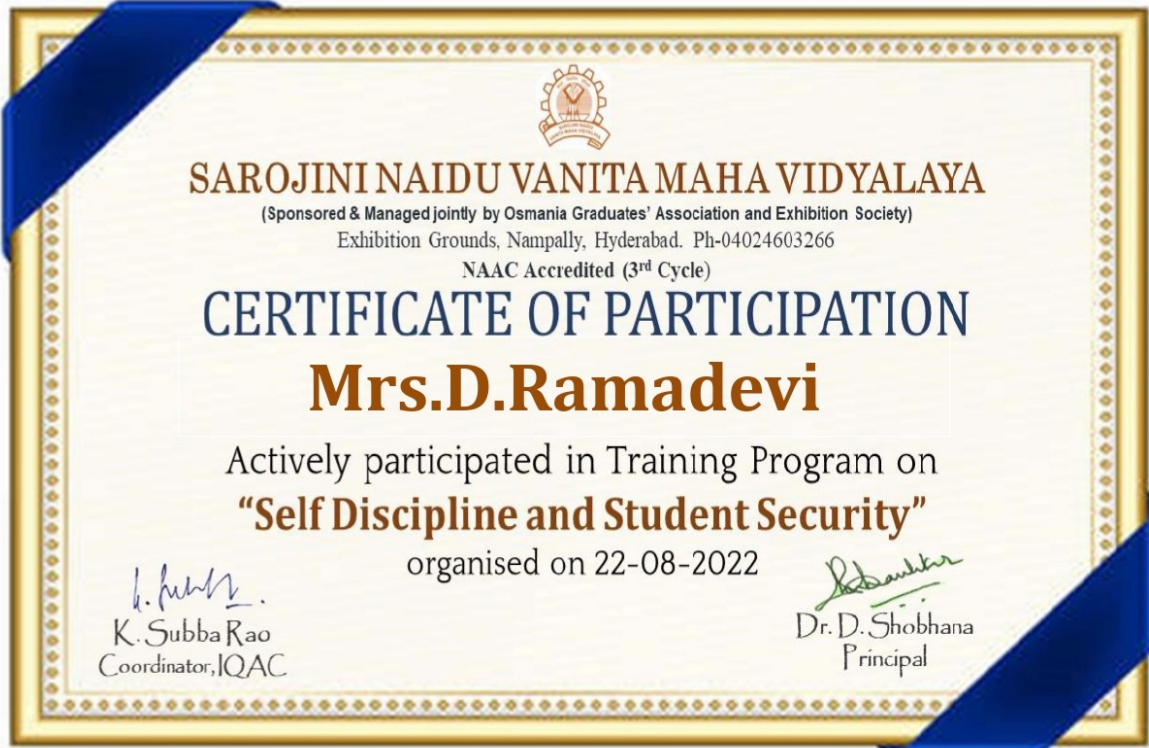 SAROJINI NAIDU VANITA MAHA VIDYALAYA
(Sponsored & Managed jointly by Osmania Graduates' Association and Exhibition Society)
Exhibition Grounds, Nampally, Hyderabad. Ph-04024603266
NAAC Accredited (3rd Cycle)
CERTIFICATE OF PARTICIPATION
Mrs.D.Ramadevi
Actively participated in Training Program on
“Self Discipline and Student Security”
organised on 22-08-2022
K. Subba Rao
Coordinator, IQAC
Dr. D. Shobhana
Principal